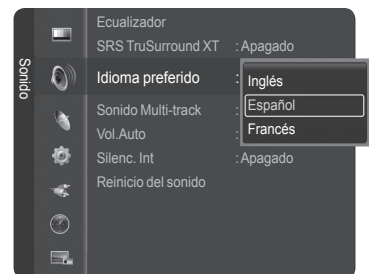 Sonido
Ecualizador
SRS TruSurround XT : Apagado
Idioma preferido :
Inglés
Español
Francés
Sonido Multi-track :
Vol.Auto :
Silenc. Int : Apagado
Reinicio del sonido